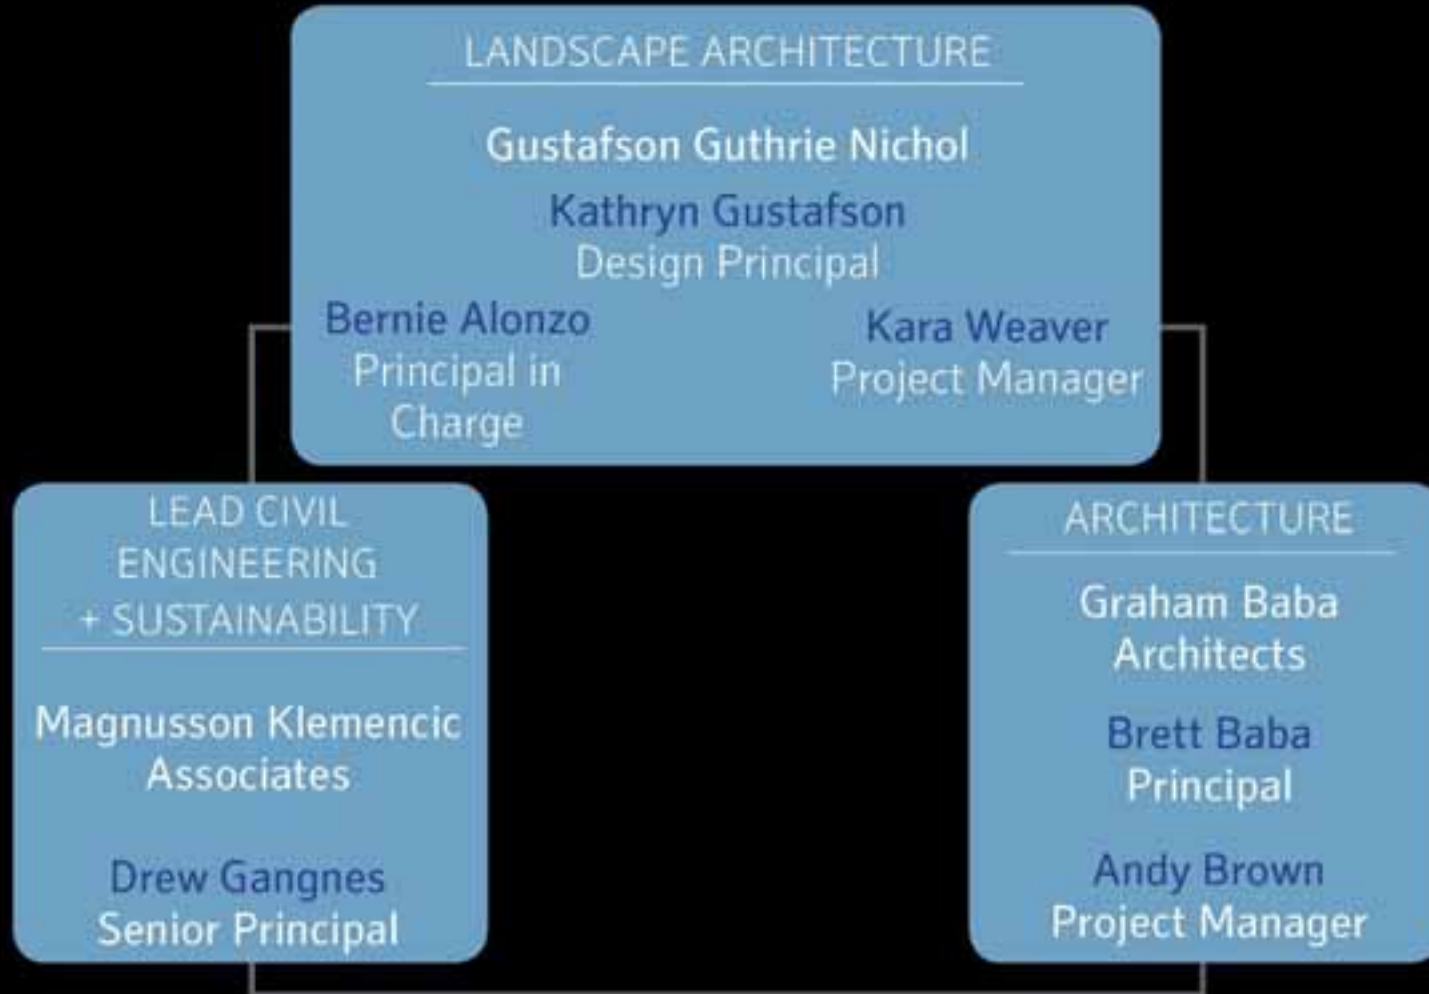 LANDSCAPE ARCHITECTURE
Gustafson Guthrie Nichol
Kathryn Gustafson
Design Principal
Bernie Alonzo
Principal in
Charge
Kara Weaver
Project Manager
LEAD CIVIL
ENGINEERING
+ SUSTAINABILITY
Magnusson Klemencic
Associates
Drew Gangnes
Senior Principal
ARCHITECTURE
Graham Baba
Architects
Brett Baba
Principal
Andy Brown
Project Manager